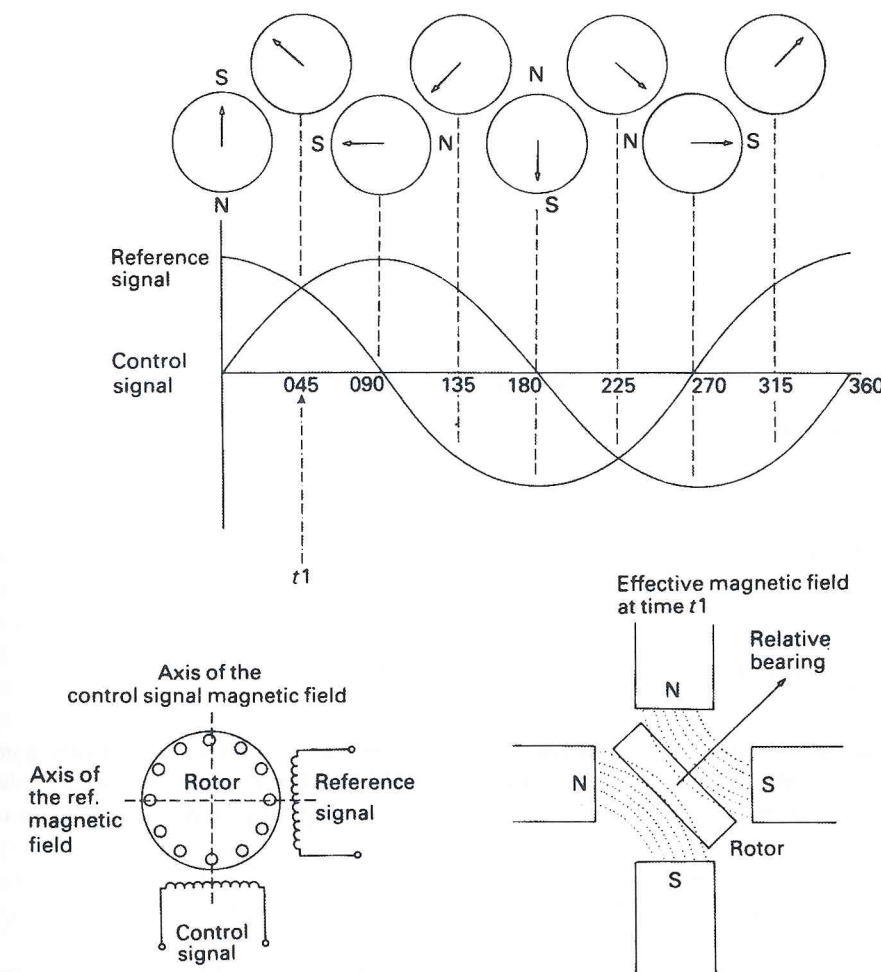 S
N
S
N
N
S
N
S
Reference
signal
Control
signal
045 090 135 180 225 270 315 360
t1
Effective magnetic field
at time t1
Relative
bearing
N
N
S
S
Rotor
Axis of the
control signal magnetic field
Axis of
the ref.
magnetic
field
Rotor
Reference
signal
Control
signal